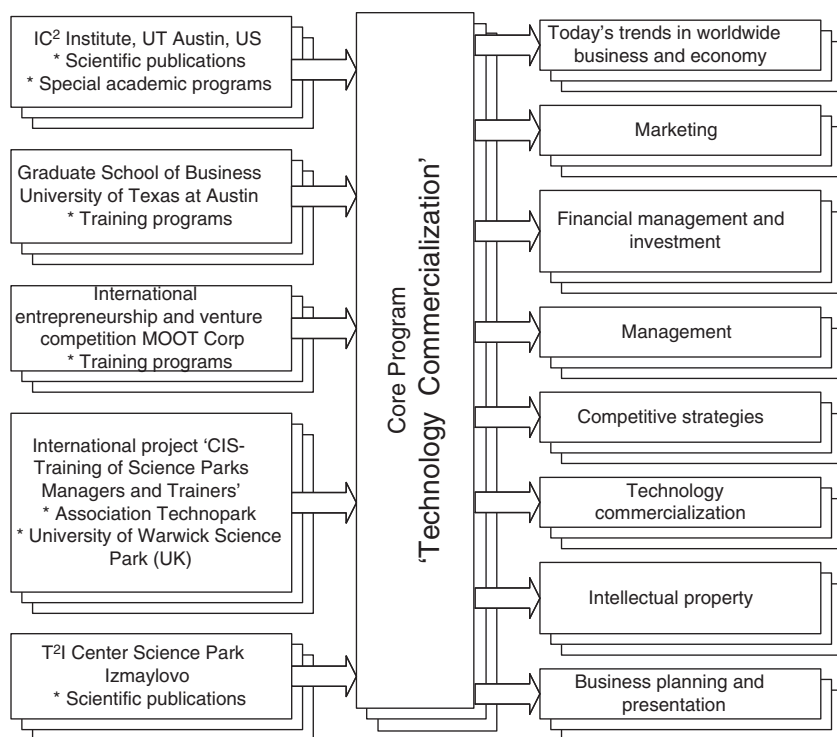 IC² Institute, UT Austin, US
* Scientific publications
* Special academic programs
Graduate School of Business
University of Texas at Austin
* Training programs
International
entrepreneurship and venture
competition MOOT Corp
* Training programs
International project ‘CIS-
Training of Science Parks
Managers and Trainers’
* Association Technopark
* University of Warwick Science
Park (UK)
T²I Center Science Park
Izmaylovo
* Scientific publications
Core Program
‘Technology Commercialization’
Today’s trends in worldwide
business and economy
Marketing
Financial management and
investment
Management
Competitive strategies
Technology
commercialization
Intellectual property
Business planning and
presentation